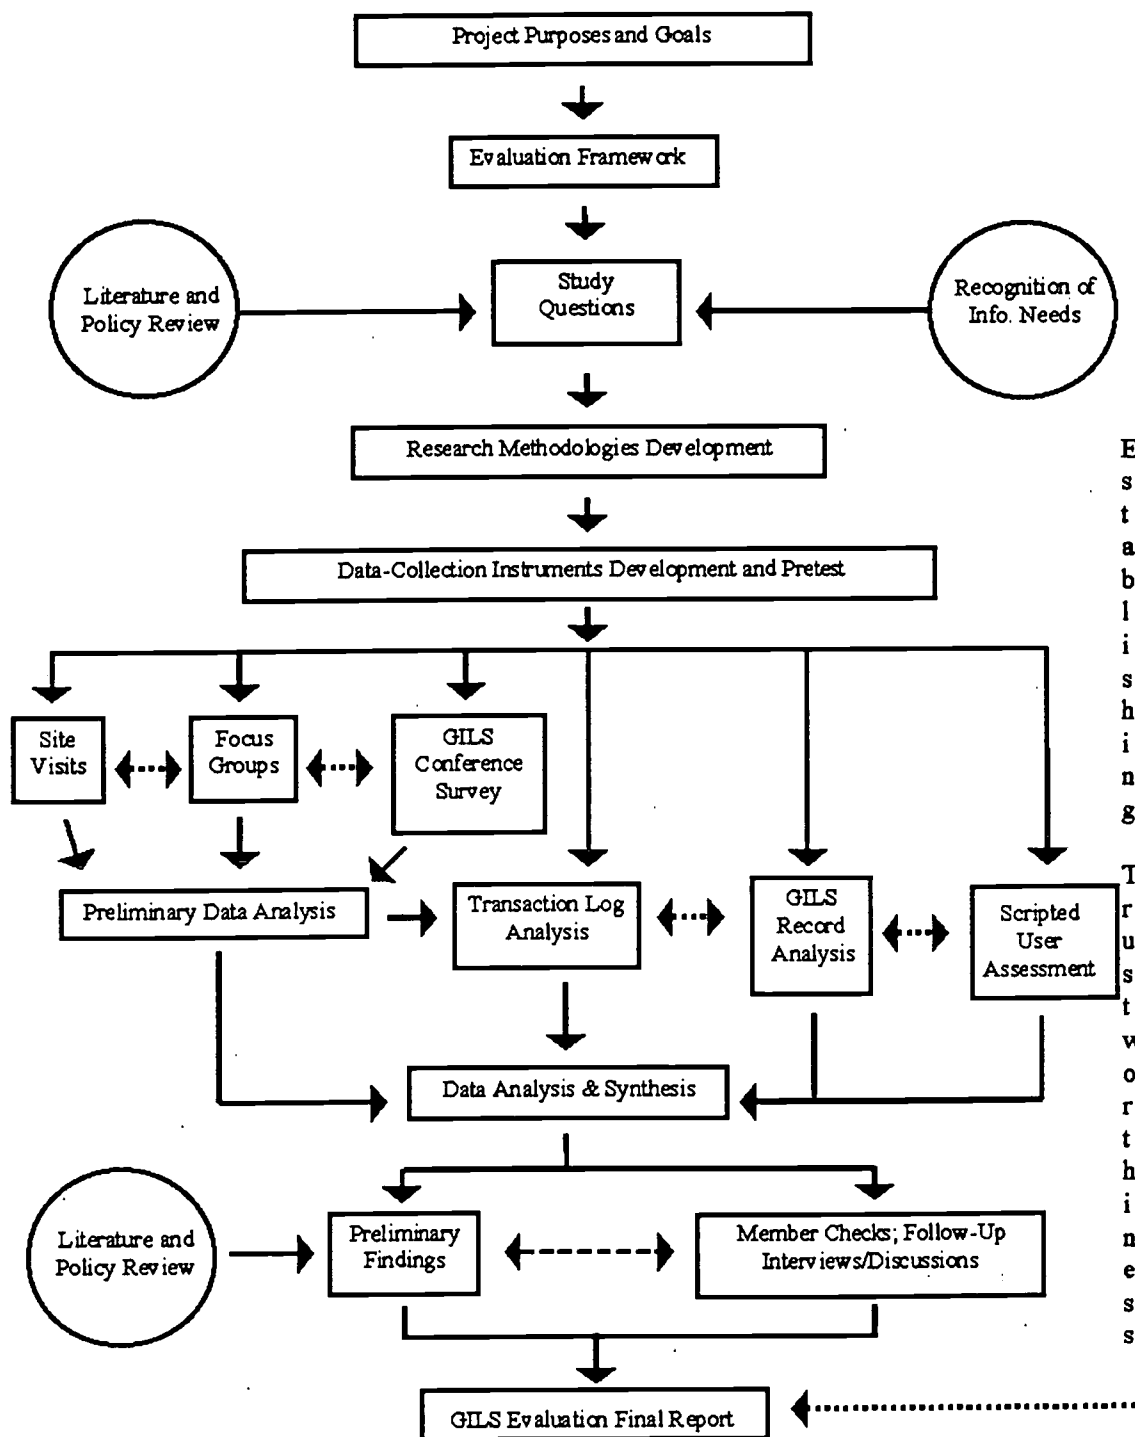 Project Purposes and Goals
Evaluation Framework
Literature and
Policy Review
Study
Questions
Recognition of
Info. Needs
Research Methodologies Development
Data-Collection Instruments Development and Pretest
Site
Visits
Focus
Groups
GILS
Conference
Survey
Preliminary Data Analysis
Transaction Log
Analysis
GILS
Record
Analysis
Scripted
User
Assessment
Data Analysis & Synthesis
Literature and
Policy Review
Preliminary
Findings
Member Checks; Follow-Up
Interviews/Discussions
GILS Evaluation Final Report
Establishing
Trustworthiness